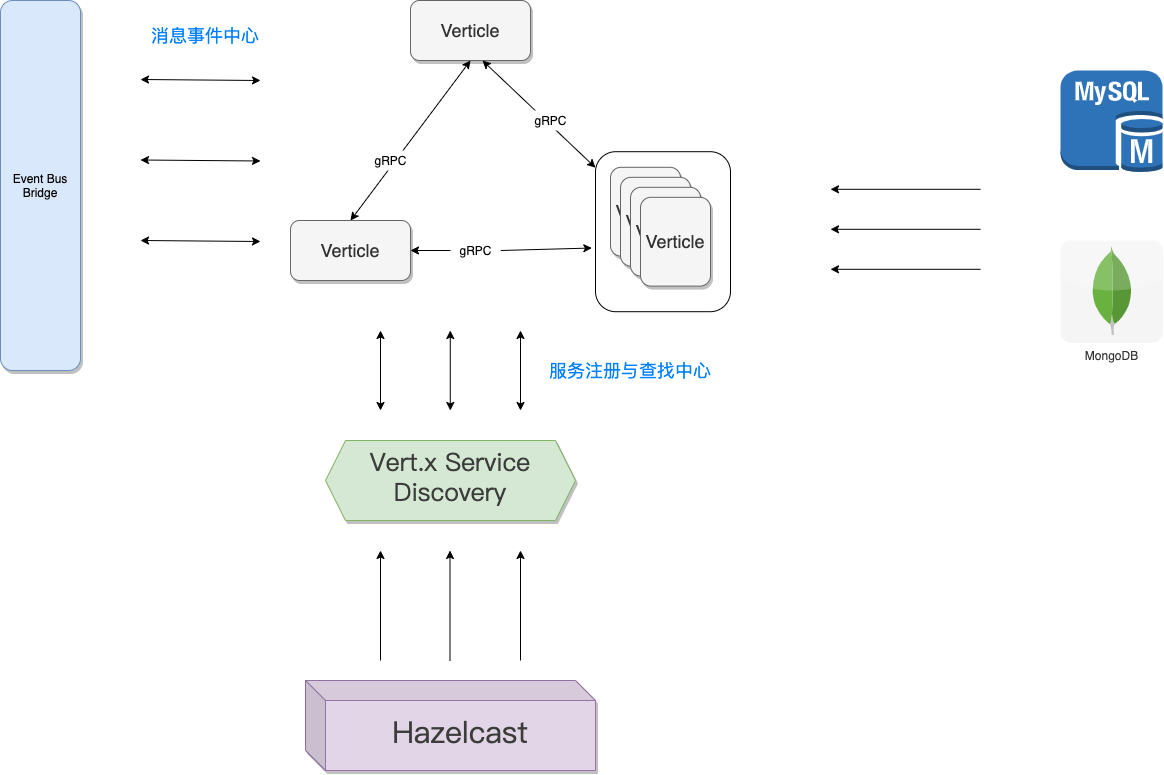 消息事件中心
Verticle
MySQL
M
gRPC
gRPC
Event Bus
Bridge
Verticle
gRPC
Verticle
MongoDB
服务注册与查找中心
Vert.x Service
Discovery
Hazelcast